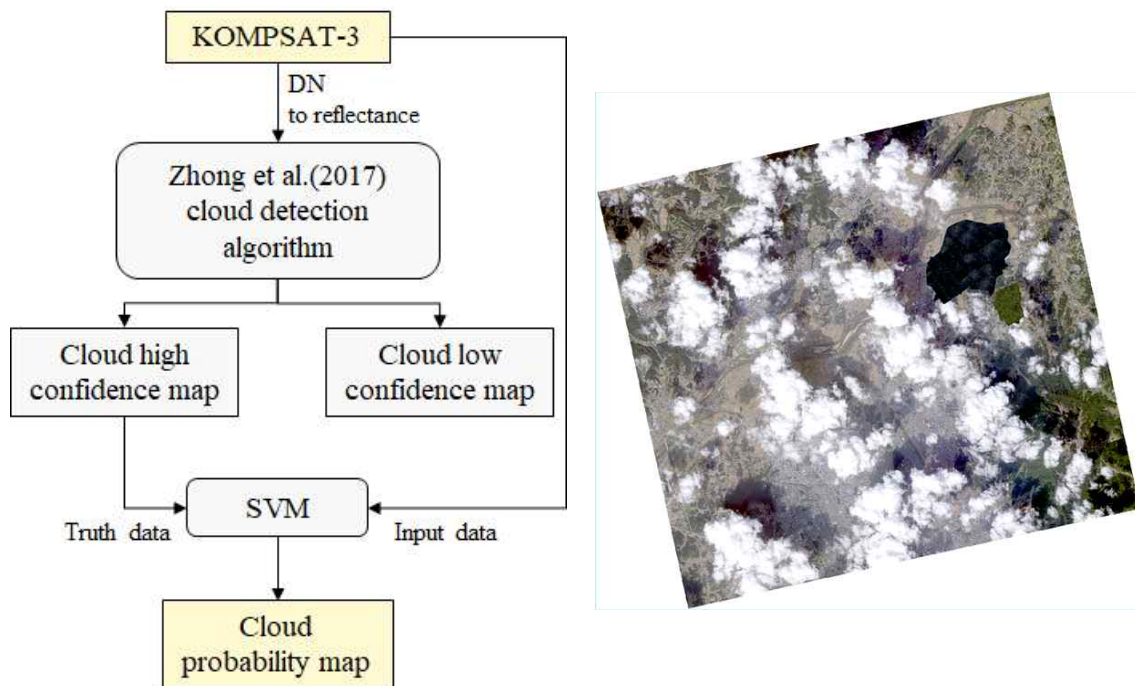 KOMPSAT-3
DN
to reflectance
Zhong et al.(2017)
cloud detection
algorithm
Cloud high
confidence map
Cloud low
confidence map
SVM
Truth data
Input data
Cloud
probability map